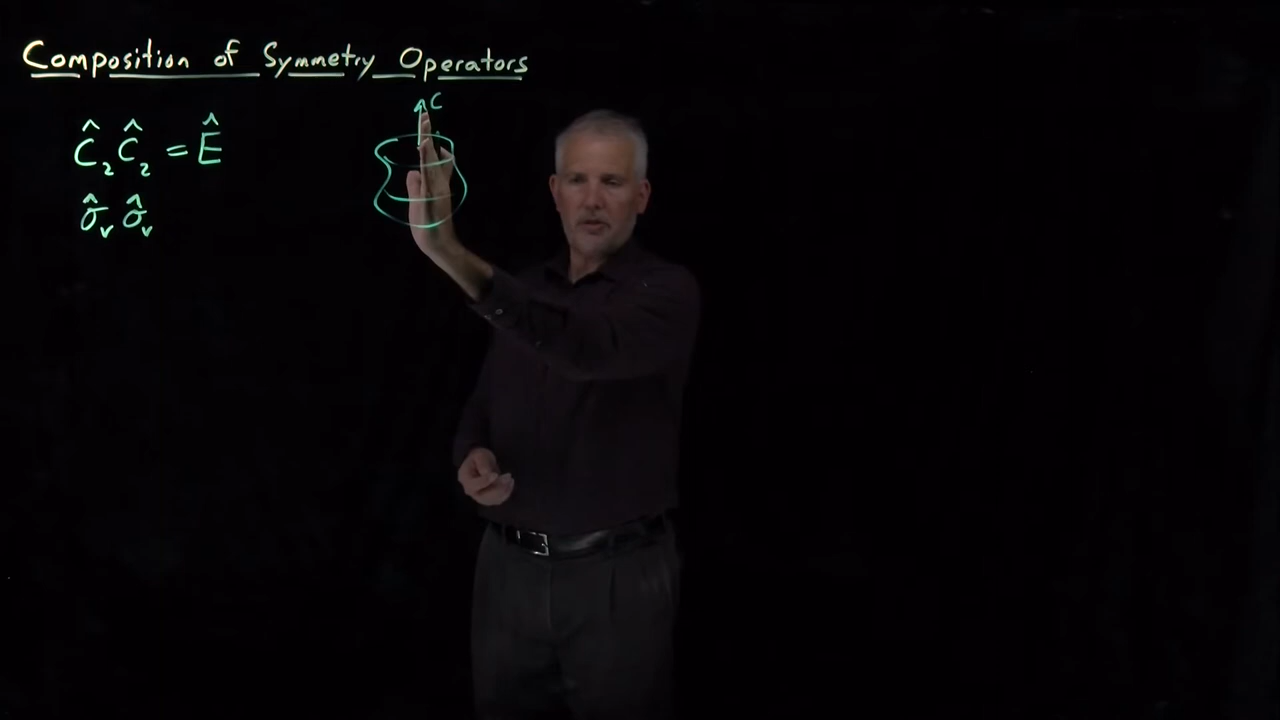 Composition of Symmetry Operators
Ĉ₂ Ĉ₂ = Ê
σ̂ᵥ σ̂ᵥ
C